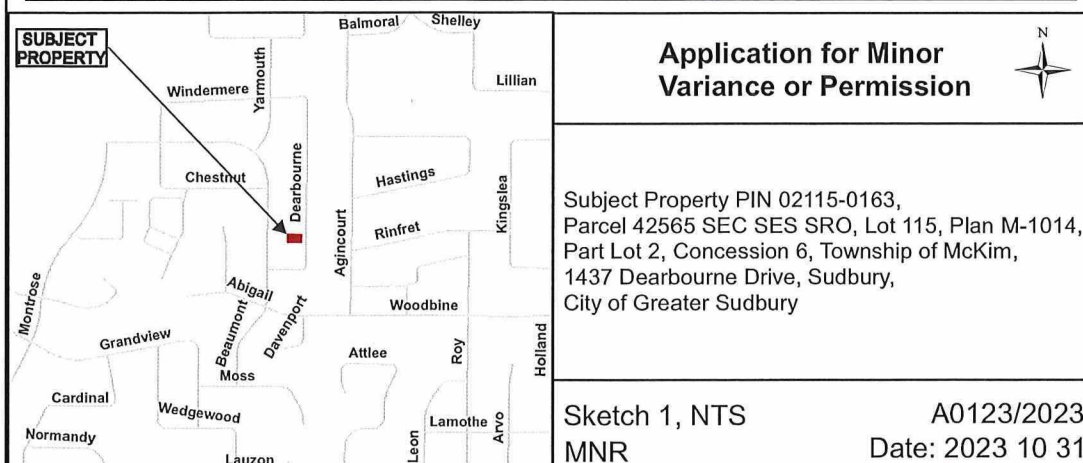 SUBJECT
PROPERTY
Balmoral
Shelley
Yarmouth
Lillian
Windermere
Chestnut
Dearbourne
Hastings
Kingslea
Agincourt
Rinfret
Montrose
Abigail
Beaumont
Davenport
Woodbine
Grandview
Attlee
Roy
Holland
Moss
Cardinal
Wedgewood
Lamothe
Arvo
Leon
Normandy
Lauzon
Application for Minor
Variance or Permission
N
Subject Property PIN 02115-0163,
Parcel 42565 SEC SES SRO, Lot 115, Plan M-1014,
Part Lot 2, Concession 6, Township of McKim,
1437 Dearbourne Drive, Sudbury,
City of Greater Sudbury
Sketch 1, NTS A0123/2023
MNR Date: 2023 10 31